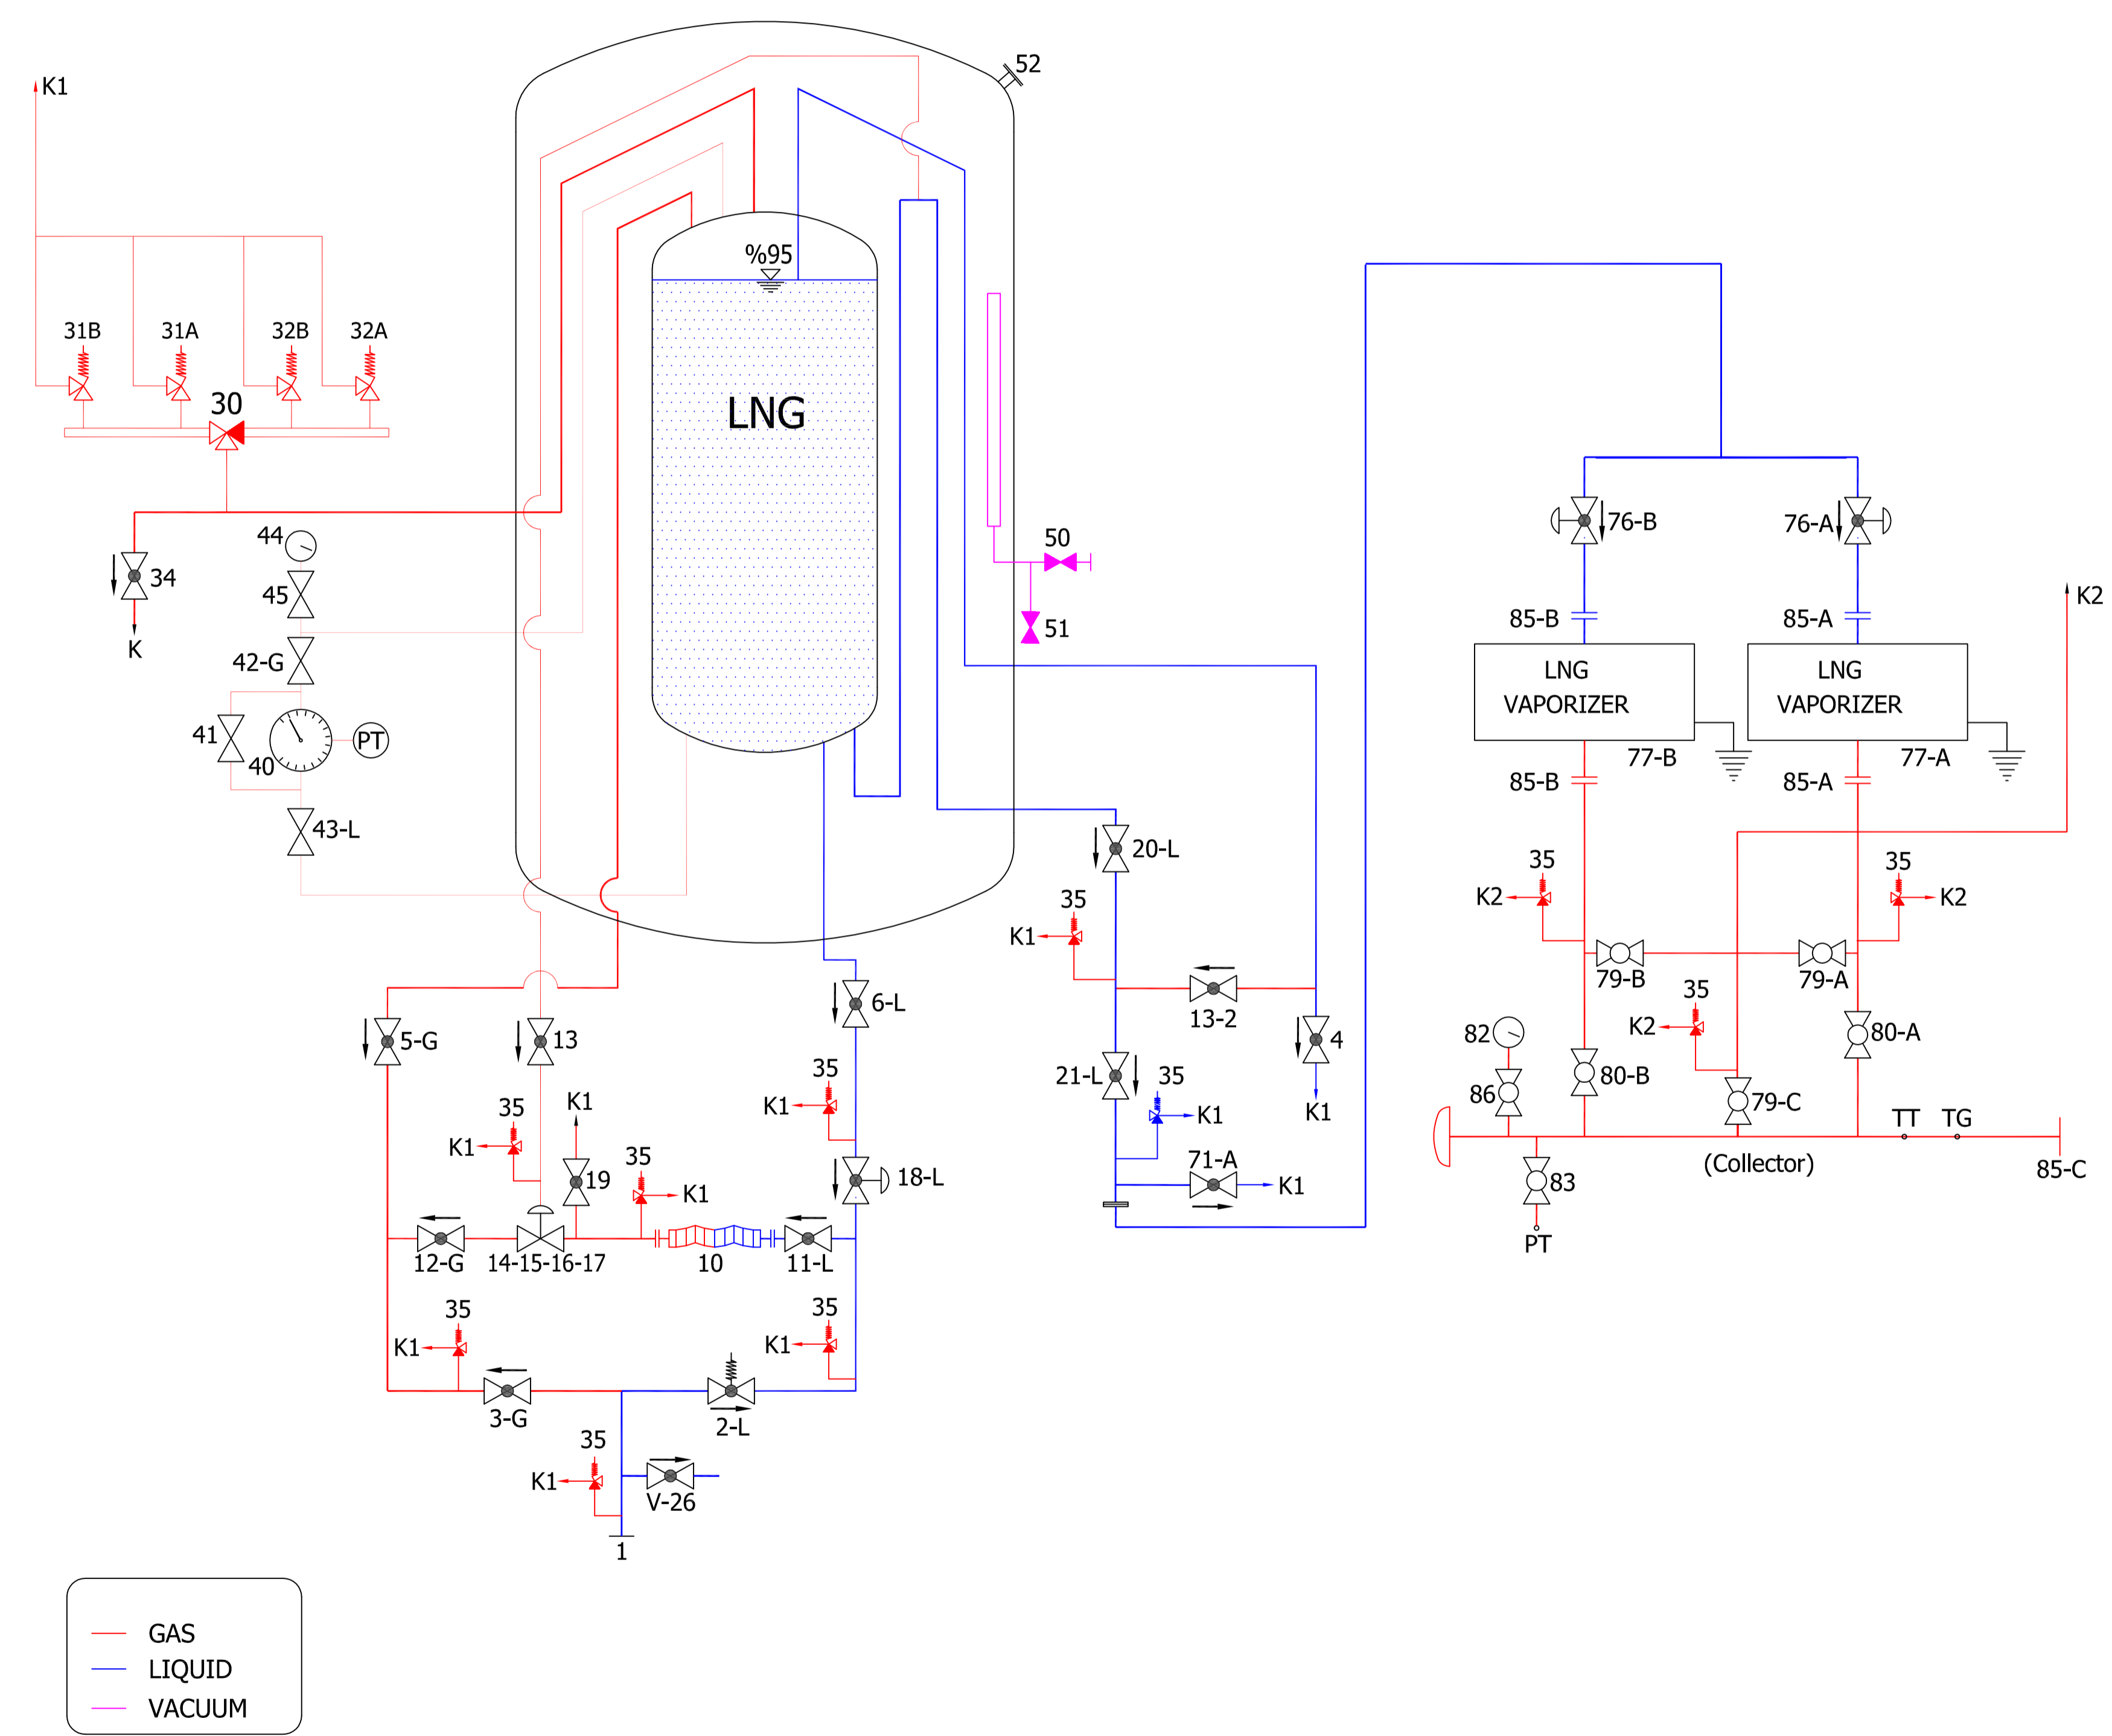 52
K1
%95
31B
31A
32B
32A
30
LNG
44
45
34
K
42-G
41
40
PT
43-L
50
51
76-B
76-A
85-B
85-A
K2
LNG
VAPORIZER
LNG
VAPORIZER
77-B
77-A
85-B
85-A
20-L
35
K1
35
K2
35
K2
79-B
79-A
6-L
13-2
35
K2
5-G
13
4
82
80-A
35
K1
21-L
35
K1
K1
86
80-B
79-C
35
K1
K1
19
35
K1
TT
TG
(Collector)
85-C
18-L
71-A
K1
83
PT
12-G
14-15-16-17
10
11-L
35
K1
35
K1
3-G
2-L
35
K1
V-26
1
GAS
LIQUID
VACUUM